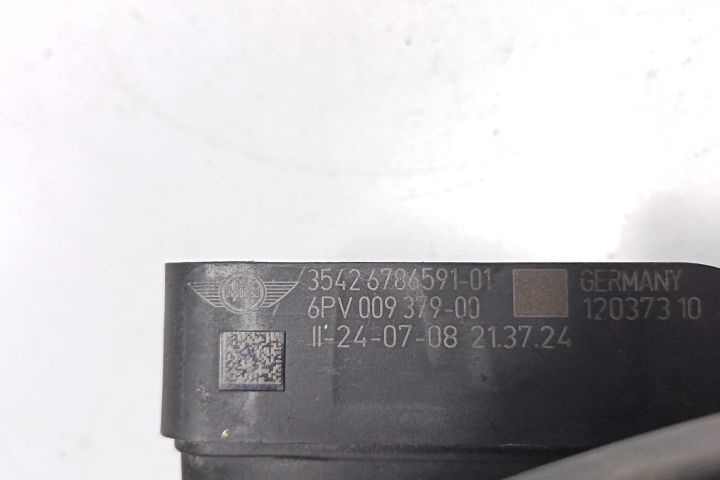 3542 6786591-01
6PV 009 379-00
II-24-07-08 21.37.24
GERMANY
120373 10